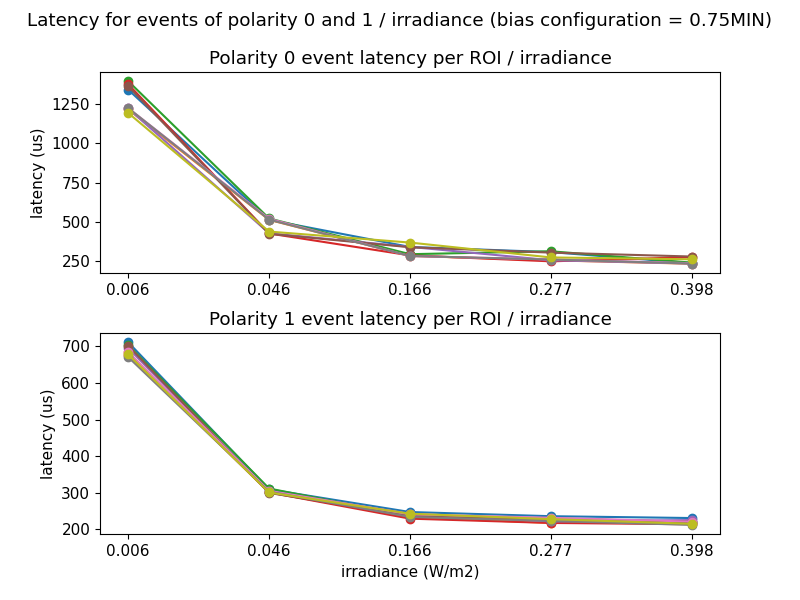 Latency for events of polarity 0 and 1 / irradiance (bias configuration = 0.75MIN)
Polarity 0 event latency per ROI / irradiance
latency (us)
1250
1000
750
500
250
0.006 0.046 0.166 0.277 0.398
Polarity 1 event latency per ROI / irradiance
latency (us)
700
600
500
400
300
200
0.006 0.046 0.166 0.277 0.398
irradiance (W/m2)